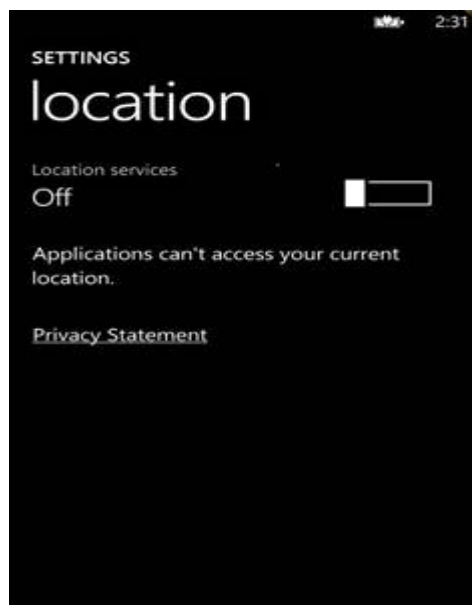 2:31
SETTINGS
location
Location services
Off
Applications can't access your current
location.
Privacy Statement